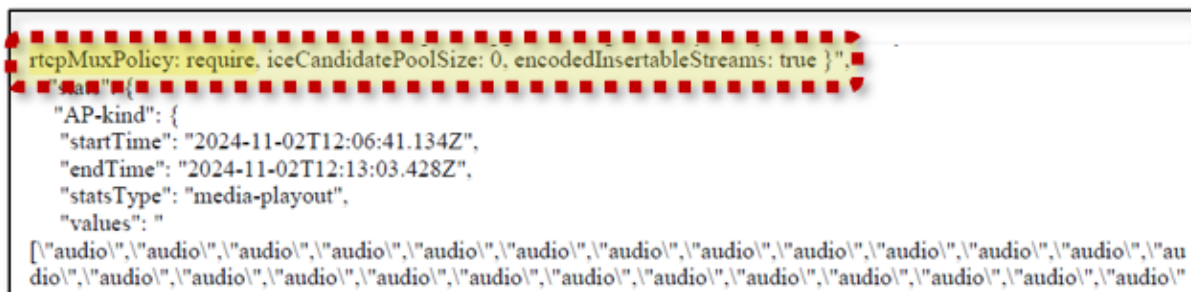 rtcpMuxPolicy: require, iceCandidatePoolSize: 0, encodedInsertableStreams: true }",
"stats": {
"AP-kind": {
"startTime": "2024-11-02T12:06:41.134Z",
"endTime": "2024-11-02T12:13:03.428Z",
"statsType": "media-playout",
"values": "
[\"audio\",\"audio\",\"audio\",\"audio\",\"audio\",\"audio\",\"audio\",\"audio\",\"audio\",\"audio\",\"audio\",\"audio\",\"au
dio\",\"audio\",\"audio\",\"audio\",\"audio\",\"audio\",\"audio\",\"audio\",\"audio\",\"audio\",\"audio\",\"audio\",\"audio\"